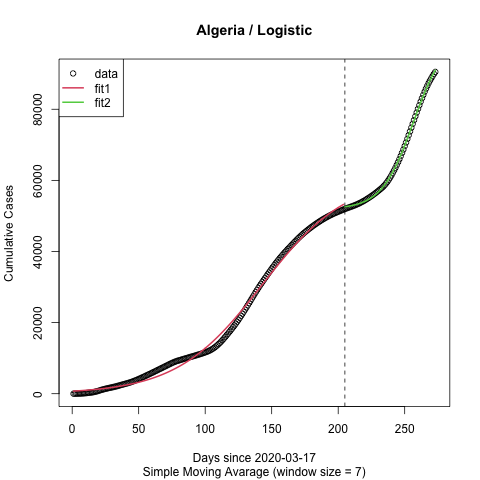 Algeria / Logistic
data
fit1
fit2
Cumulative Cases
80000
60000
40000
20000
0
0 50 100 150 200 250
Days since 2020-03-17
Simple Moving Avarage (window size = 7)